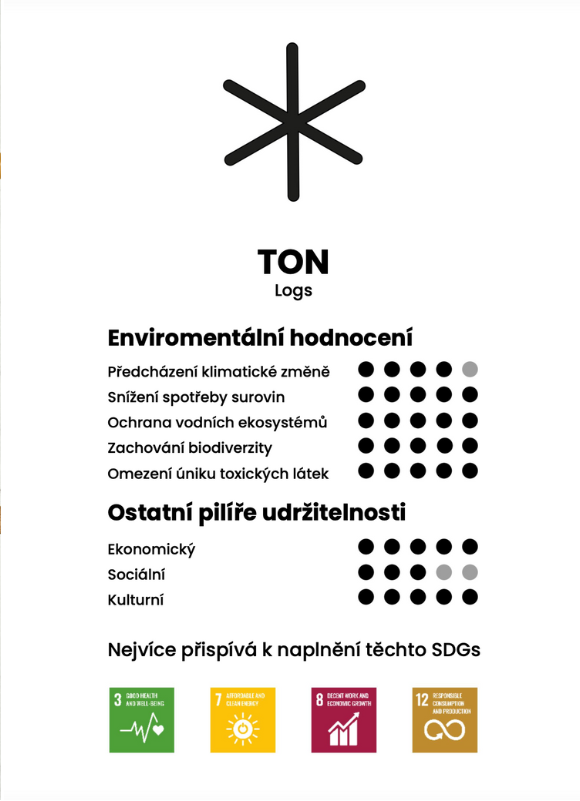 TON
Logs
Enviromentální hodnocení
Předcházení klimatické změně
Snížení spotřeby surovin
Ochrana vodních ekosystémů
Zachování biodiverzity
Omezení úniku toxických látek
Ostatní pilíře udržitelnosti
Ekonomický
Sociální
Kulturní
Nejvíce přispívá k naplnění těchto SDGs
3 GOOD HEALTH
AND WELL-BEING
7 AFFORDABLE AND
CLEAN ENERGY
8 DECENT WORK AND
ECONOMIC GROWTH
12 RESPONSIBLE
CONSUMPTION
AND PRODUCTION